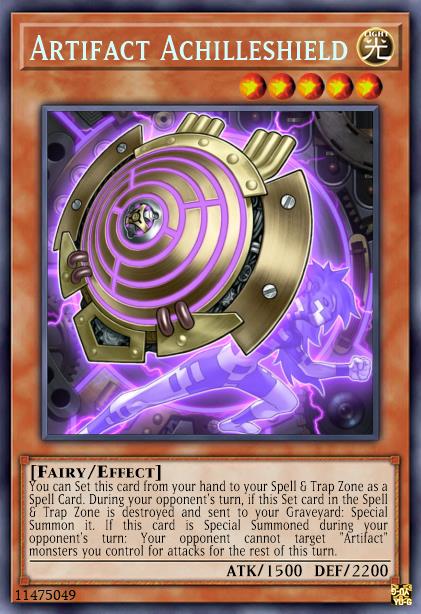 Artifact Achilleshield
LIGHT
光
[Fairy/Effect]
You can Set this card from your hand to your Spell & Trap Zone as a
Spell Card. During your opponent's turn, if this Set card in the Spell
& Trap Zone is destroyed and sent to your Graveyard: Special
Summon it. If this card is Special Summoned during your
opponent's turn: Your opponent cannot target "Artifact"
monsters you control for attacks for the rest of this turn.
ATK/1500 DEF/2200
11475049